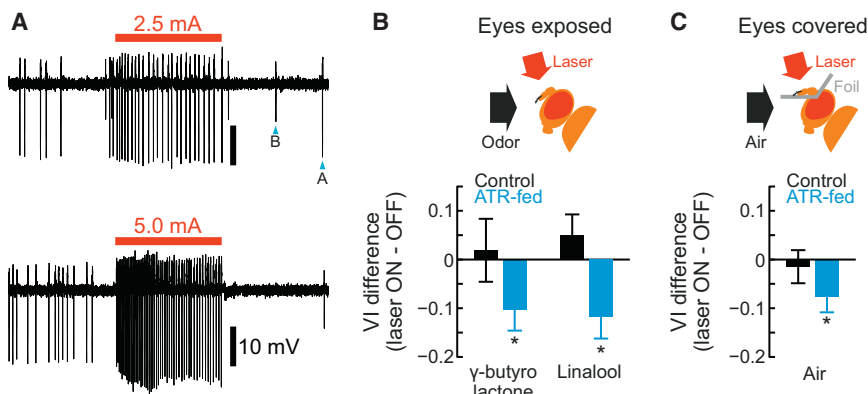 A
2.5 mA
B
A
5.0 mA
10 mV
B
Eyes exposed
Laser
Odor
Control
ATR-fed
VI difference
(laser ON - OFF)
0.1
0
−0.1
−0.2
*
*
γ-butyro
lactone
Linalool
C
Eyes covered
Laser
Foil
Air
Control
ATR-fed
VI difference
(laser ON - OFF)
0.1
0
−0.1
−0.2
*
Air